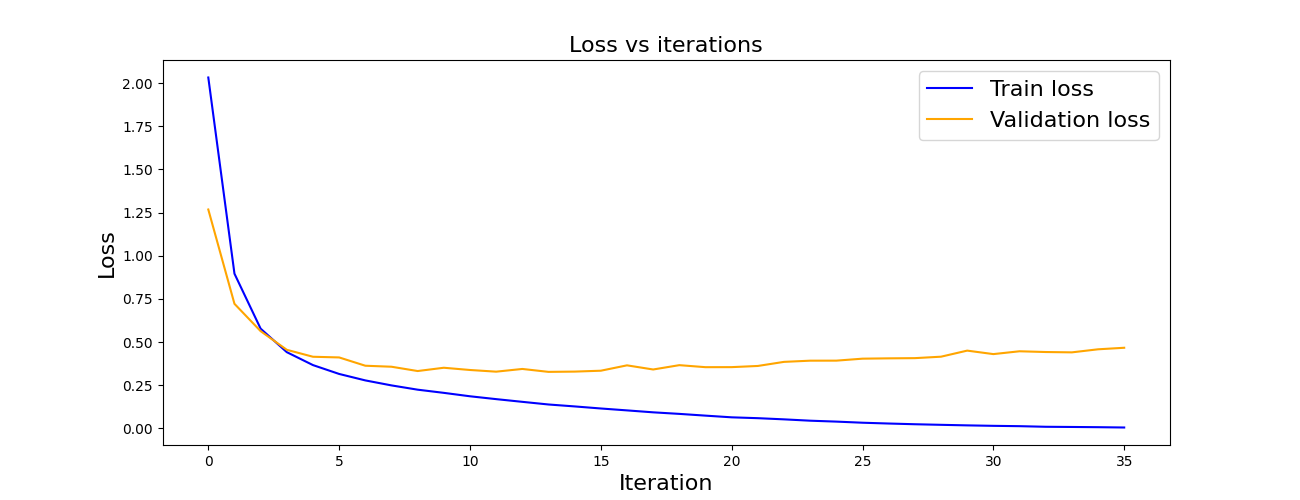 Loss vs iterations
Train loss
Validation loss
Loss
2.00
1.75
1.50
1.25
1.00
0.75
0.50
0.25
0.00
0 5 10 15 20 25 30 35
Iteration